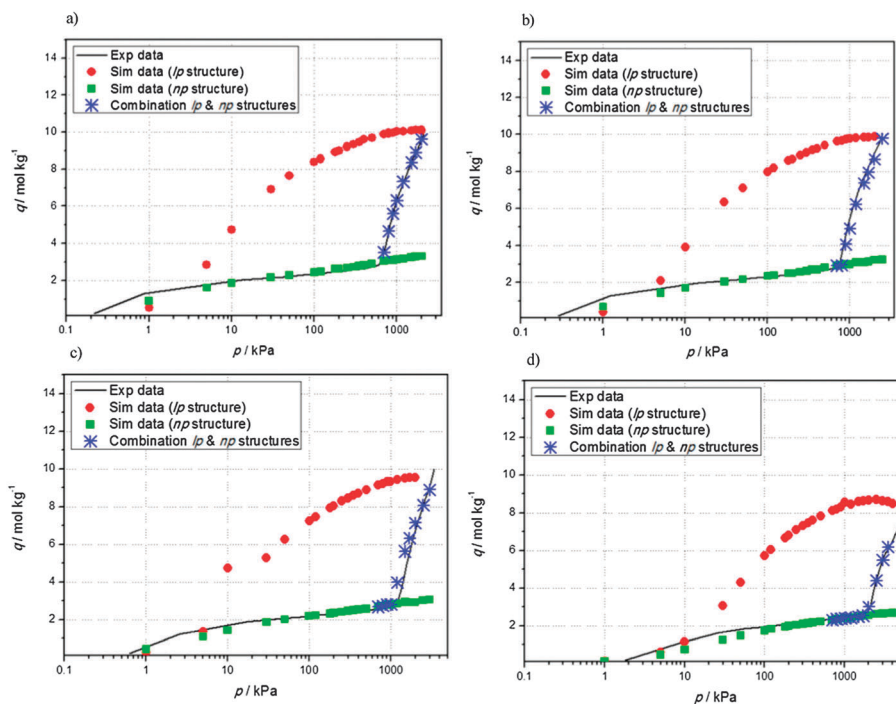 a)
Exp data
Sim data (lp structure)
Sim data (np structure)
Combination lp & np structures
q/ mol kg⁻¹
14
12
10
8
6
4
2
0.1 1 10 100 1000
p / kPa
b)
Exp data
Sim data (lp structure)
Sim data (np structure)
Combination lp & np structures
q/ mol kg⁻¹
14
12
10
8
6
4
2
0.1 1 10 100 1000
p / kPa
c)
Exp data
Sim data (lp structure)
Sim data (np structure)
Combination lp & np structures
q/ mol kg⁻¹
14
12
10
8
6
4
2
0.1 1 10 100 1000
p / kPa
d)
Exp data
Sim data (lp structure)
Sim data (np structure)
Combination lp & np structures
q/ mol kg⁻¹
14
12
10
8
6
4
2
0.1 1 10 100 1000
p / kPa